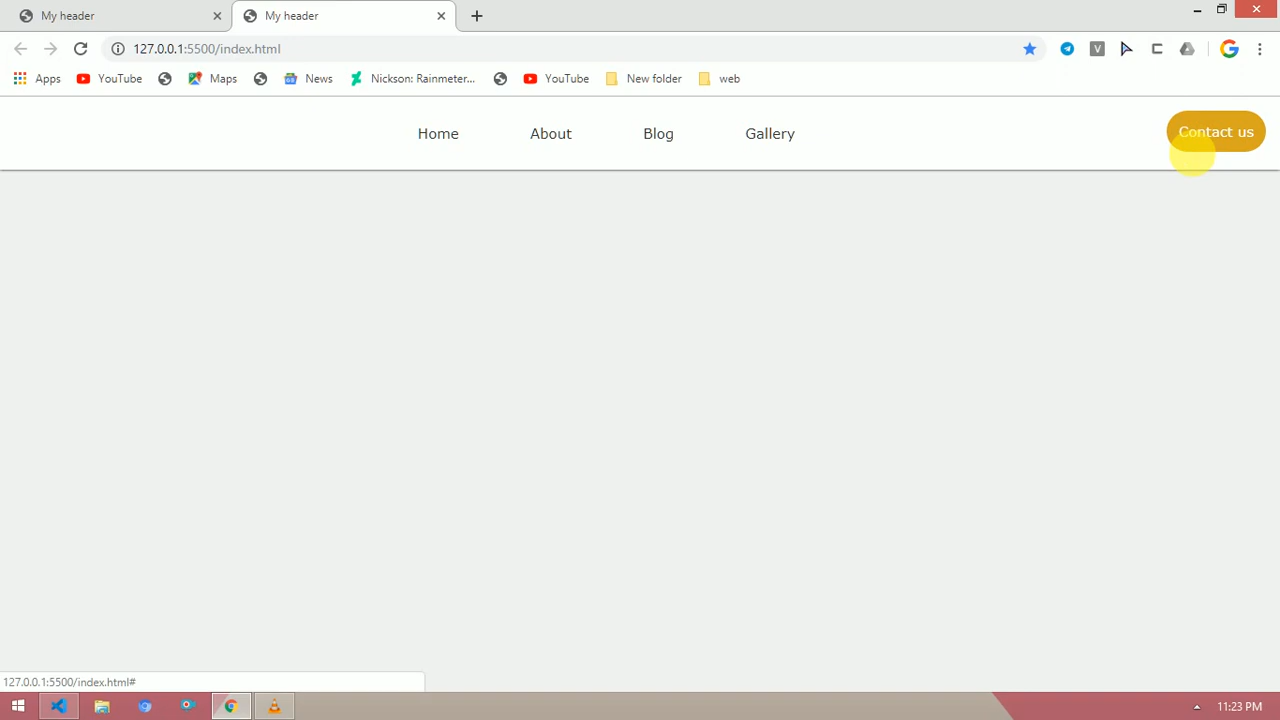 My header
My header
127.0.0.1:5500/index.html
V
Apps YouTube Maps News Nickson: Rainmeter... YouTube New folder web
Home About Blog Gallery Contact us
127.0.0.1:5500/index.html#
11:23 PM